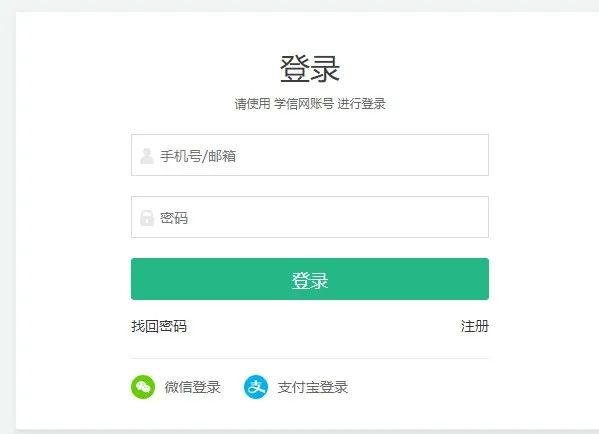 登录
请使用 学信网账号 进行登录
手机号/邮箱
密码
登录
找回密码 注册
微信登录 支付宝登录